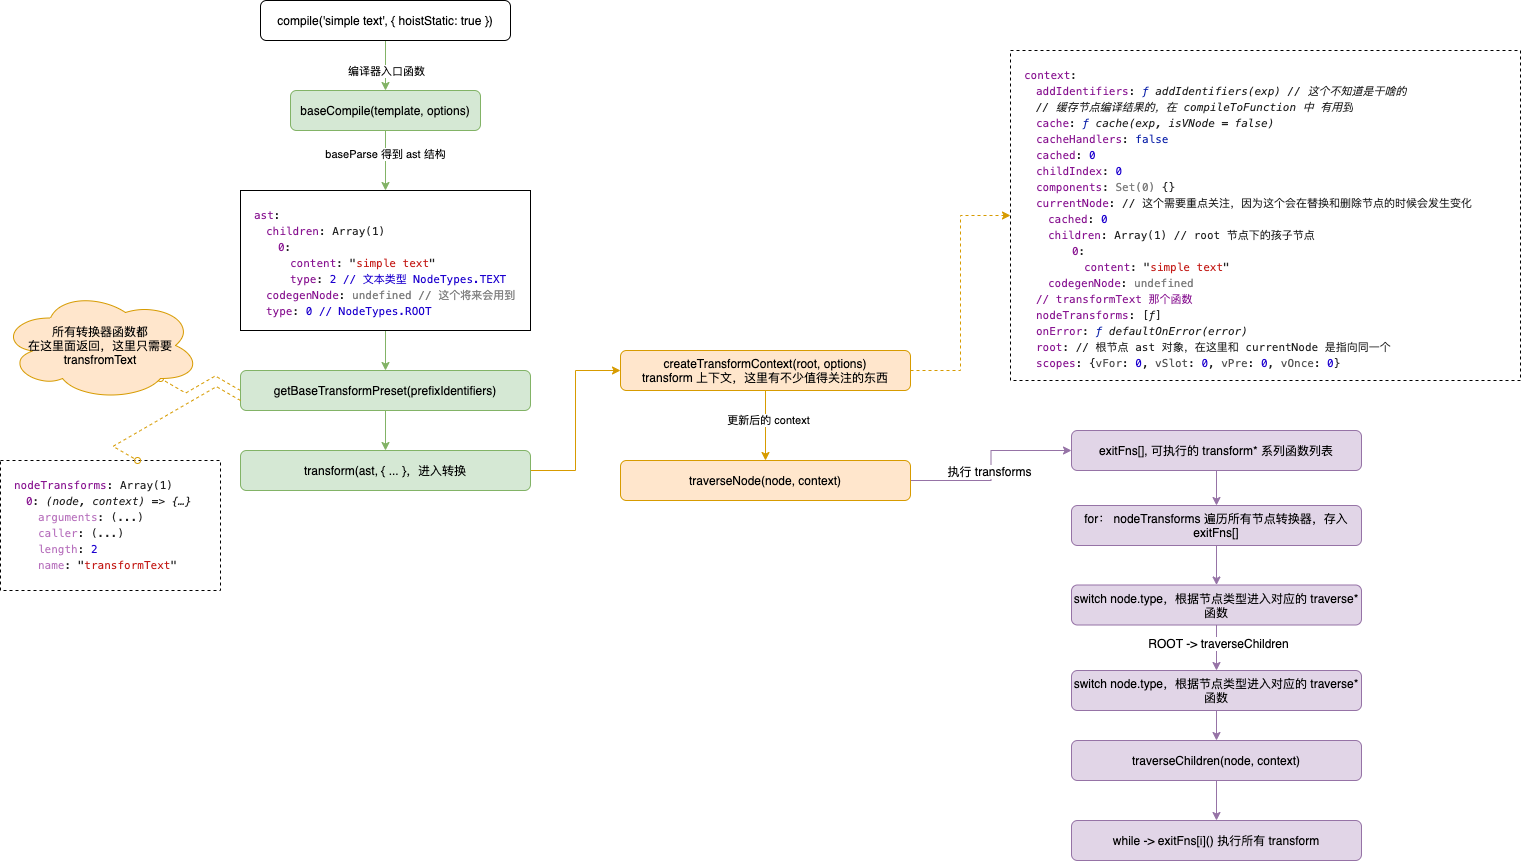 compile('simple text', { hoistStatic: true })
编译器入口函数
baseCompile(template, options)
baseParse 得到 ast 结构
ast:
children: Array(1)
0:
content: "simple text"
type: 2 // 文本类型 NodeTypes.TEXT
codegenNode: undefined // 这个将来会用到
type: 0 // NodeTypes.ROOT
所有转换器函数都
在这里面返回，这里只需要
transfromText
getBaseTransformPreset(prefixIdentifiers)
transform(ast, { ... }，进入转换
nodeTransforms: Array(1)
0: (node, context) => {…}
arguments: (...)
caller: (...)
length: 2
name: "transformText"
createTransformContext(root, options)
transform 上下文，这里有不少值得关注的东西
更新后的 context
traverseNode(node, context)
执行 transforms
context:
addIdentifiers: ƒ addIdentifiers(exp) // 这个不知道是干啥的
// 缓存节点编译结果的，在 compileToFunction 中 有用到
cache: ƒ cache(exp, isVNode = false)
cacheHandlers: false
cached: 0
childIndex: 0
components: Set(0) {}
currentNode: // 这个需要重点关注，因为这个会在替换和删除节点的时候会发生变化
cached: 0
children: Array(1) // root 节点下的孩子节点
0:
content: "simple text"
codegenNode: undefined
// transformText 那个函数
nodeTransforms: [ƒ]
onError: ƒ defaultOnError(error)
root: // 根节点 ast 对象，在这里和 currentNode 是指向同一个
scopes: {vFor: 0, vSlot: 0, vPre: 0, vOnce: 0}
exitFns[], 可执行的 transform* 系列函数列表
for： nodeTransforms 遍历所有节点转换器，存入
exitFns[]
switch node.type，根据节点类型进入对应的 traverse*
函数
ROOT -> traverseChildren
switch node.type，根据节点类型进入对应的 traverse*
函数
traverseChildren(node, context)
while -> exitFns[i]() 执行所有 transform